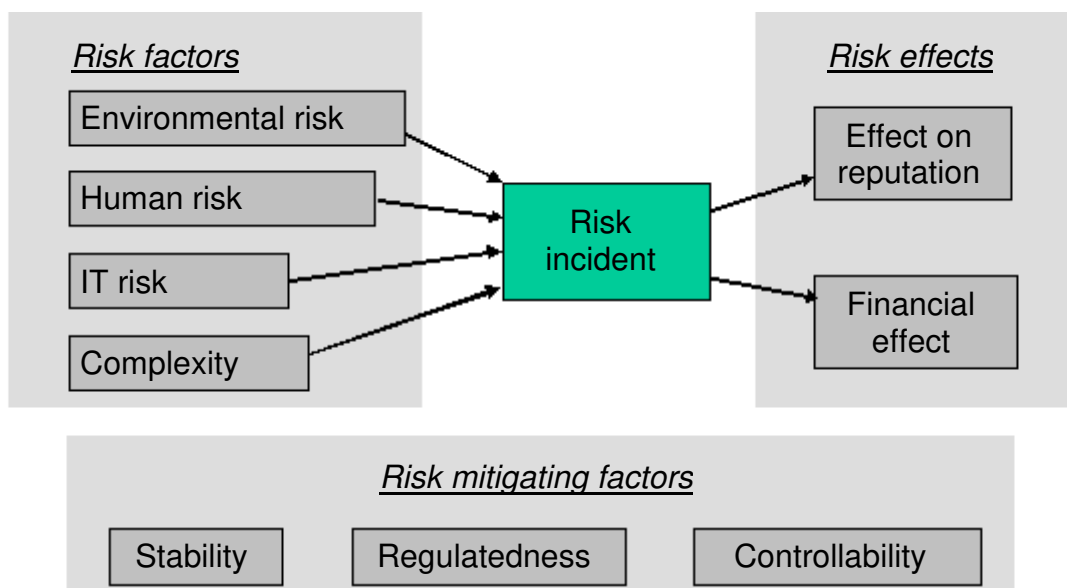 Risk factors
Environmental risk
Human risk
IT risk
Complexity
Risk
incident
Risk effects
Effect on
reputation
Financial
effect
Risk mitigating factors
Stability
Regulatedness
Controllability